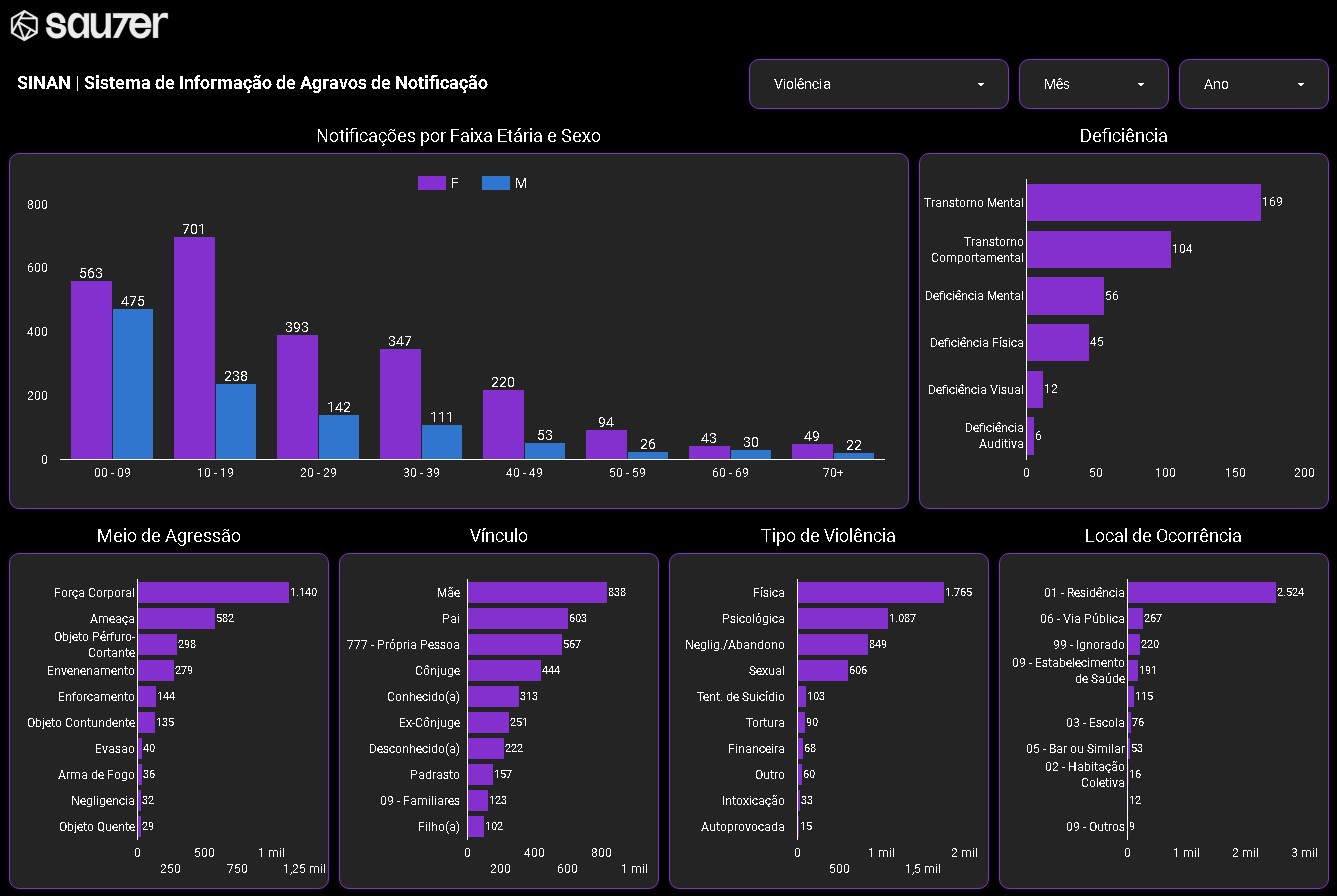 sau7er
SINAN | Sistema de Informação de Agravos de Notificação
Violência
Mês
Ano
Notificações por Faixa Etária e Sexo
F
M
800
600
400
200
0
563
475
701
238
393
142
347
111
220
53
94
26
43
30
49
22
00 - 09
10 - 19
20 - 29
30 - 39
40 - 49
50 - 59
60 - 69
70+
Deficiência
Transtorno Mental 169
Transtorno
Comportamental 104
Deficiência Mental 56
Deficiência Física 45
Deficiência Visual 12
Deficiência
Auditiva 6
0 50 100 150 200
Meio de Agressão
Força Corporal 1.140
Ameaça 582
Objeto Pérfuro-
Cortante 298
Envenenamento 279
Enforcamento 144
Objeto Contundente 135
Evasao 40
Arma de Fogo 36
Negligencia 32
Objeto Quente 29
0 500 1 mil
250 750 1,25 mil
Vínculo
Mãe 838
Pai 603
777 - Própria Pessoa 567
Cônjuge 444
Conhecido(a) 313
Ex-Cônjuge 251
Desconhecido(a) 222
Padrasto 157
09 - Familiares 123
Filho(a) 102
0 400 800
200 600 1 mil
Tipo de Violência
Física 1.765
Psicológica 1.087
Neglig./Abandono 849
Sexual 606
Tent. de Suicídio 103
Tortura 90
Financeira 68
Outro 60
Intoxicação 33
Autoprovocada 15
0 1 mil 2 mil
500 1,5 mil
Local de Ocorrência
01 - Residência 2.524
06 - Via Pública 267
99 - Ignorado 220
09 - Estabelecimento
de Saúde 191
115
03 - Escola 76
05 - Bar ou Similar 53
02 - Habitação
Coletiva 16
12
09 - Outros 9
0 1 mil 2 mil 3 mil